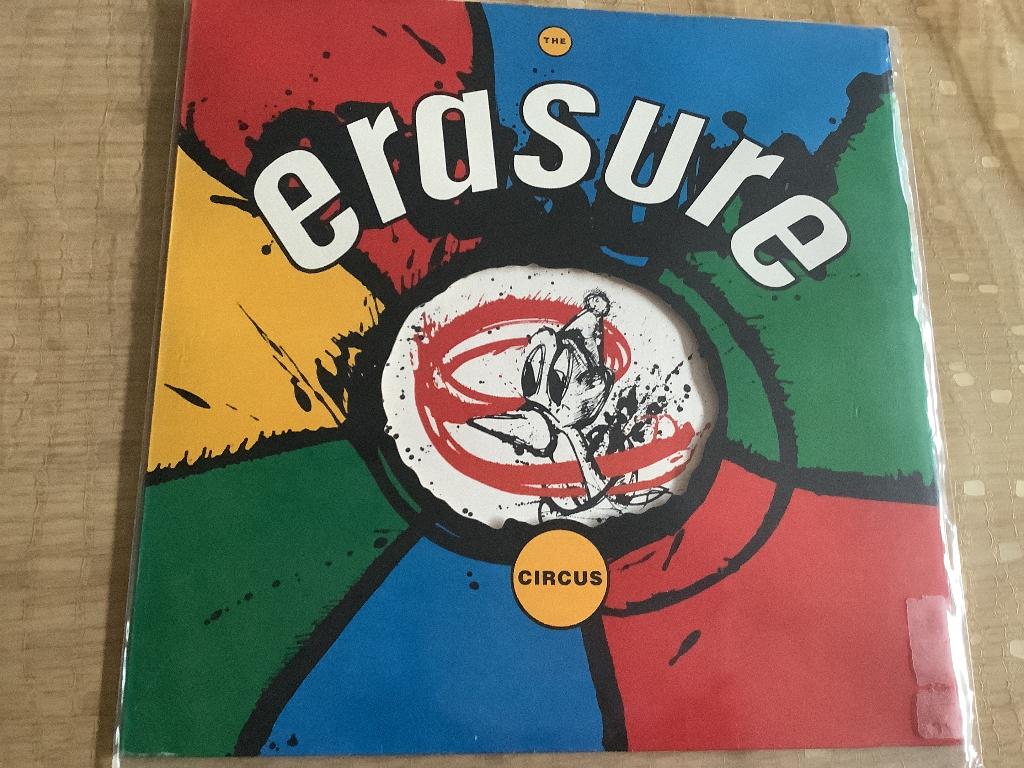 THE
erasure
CIRCUS